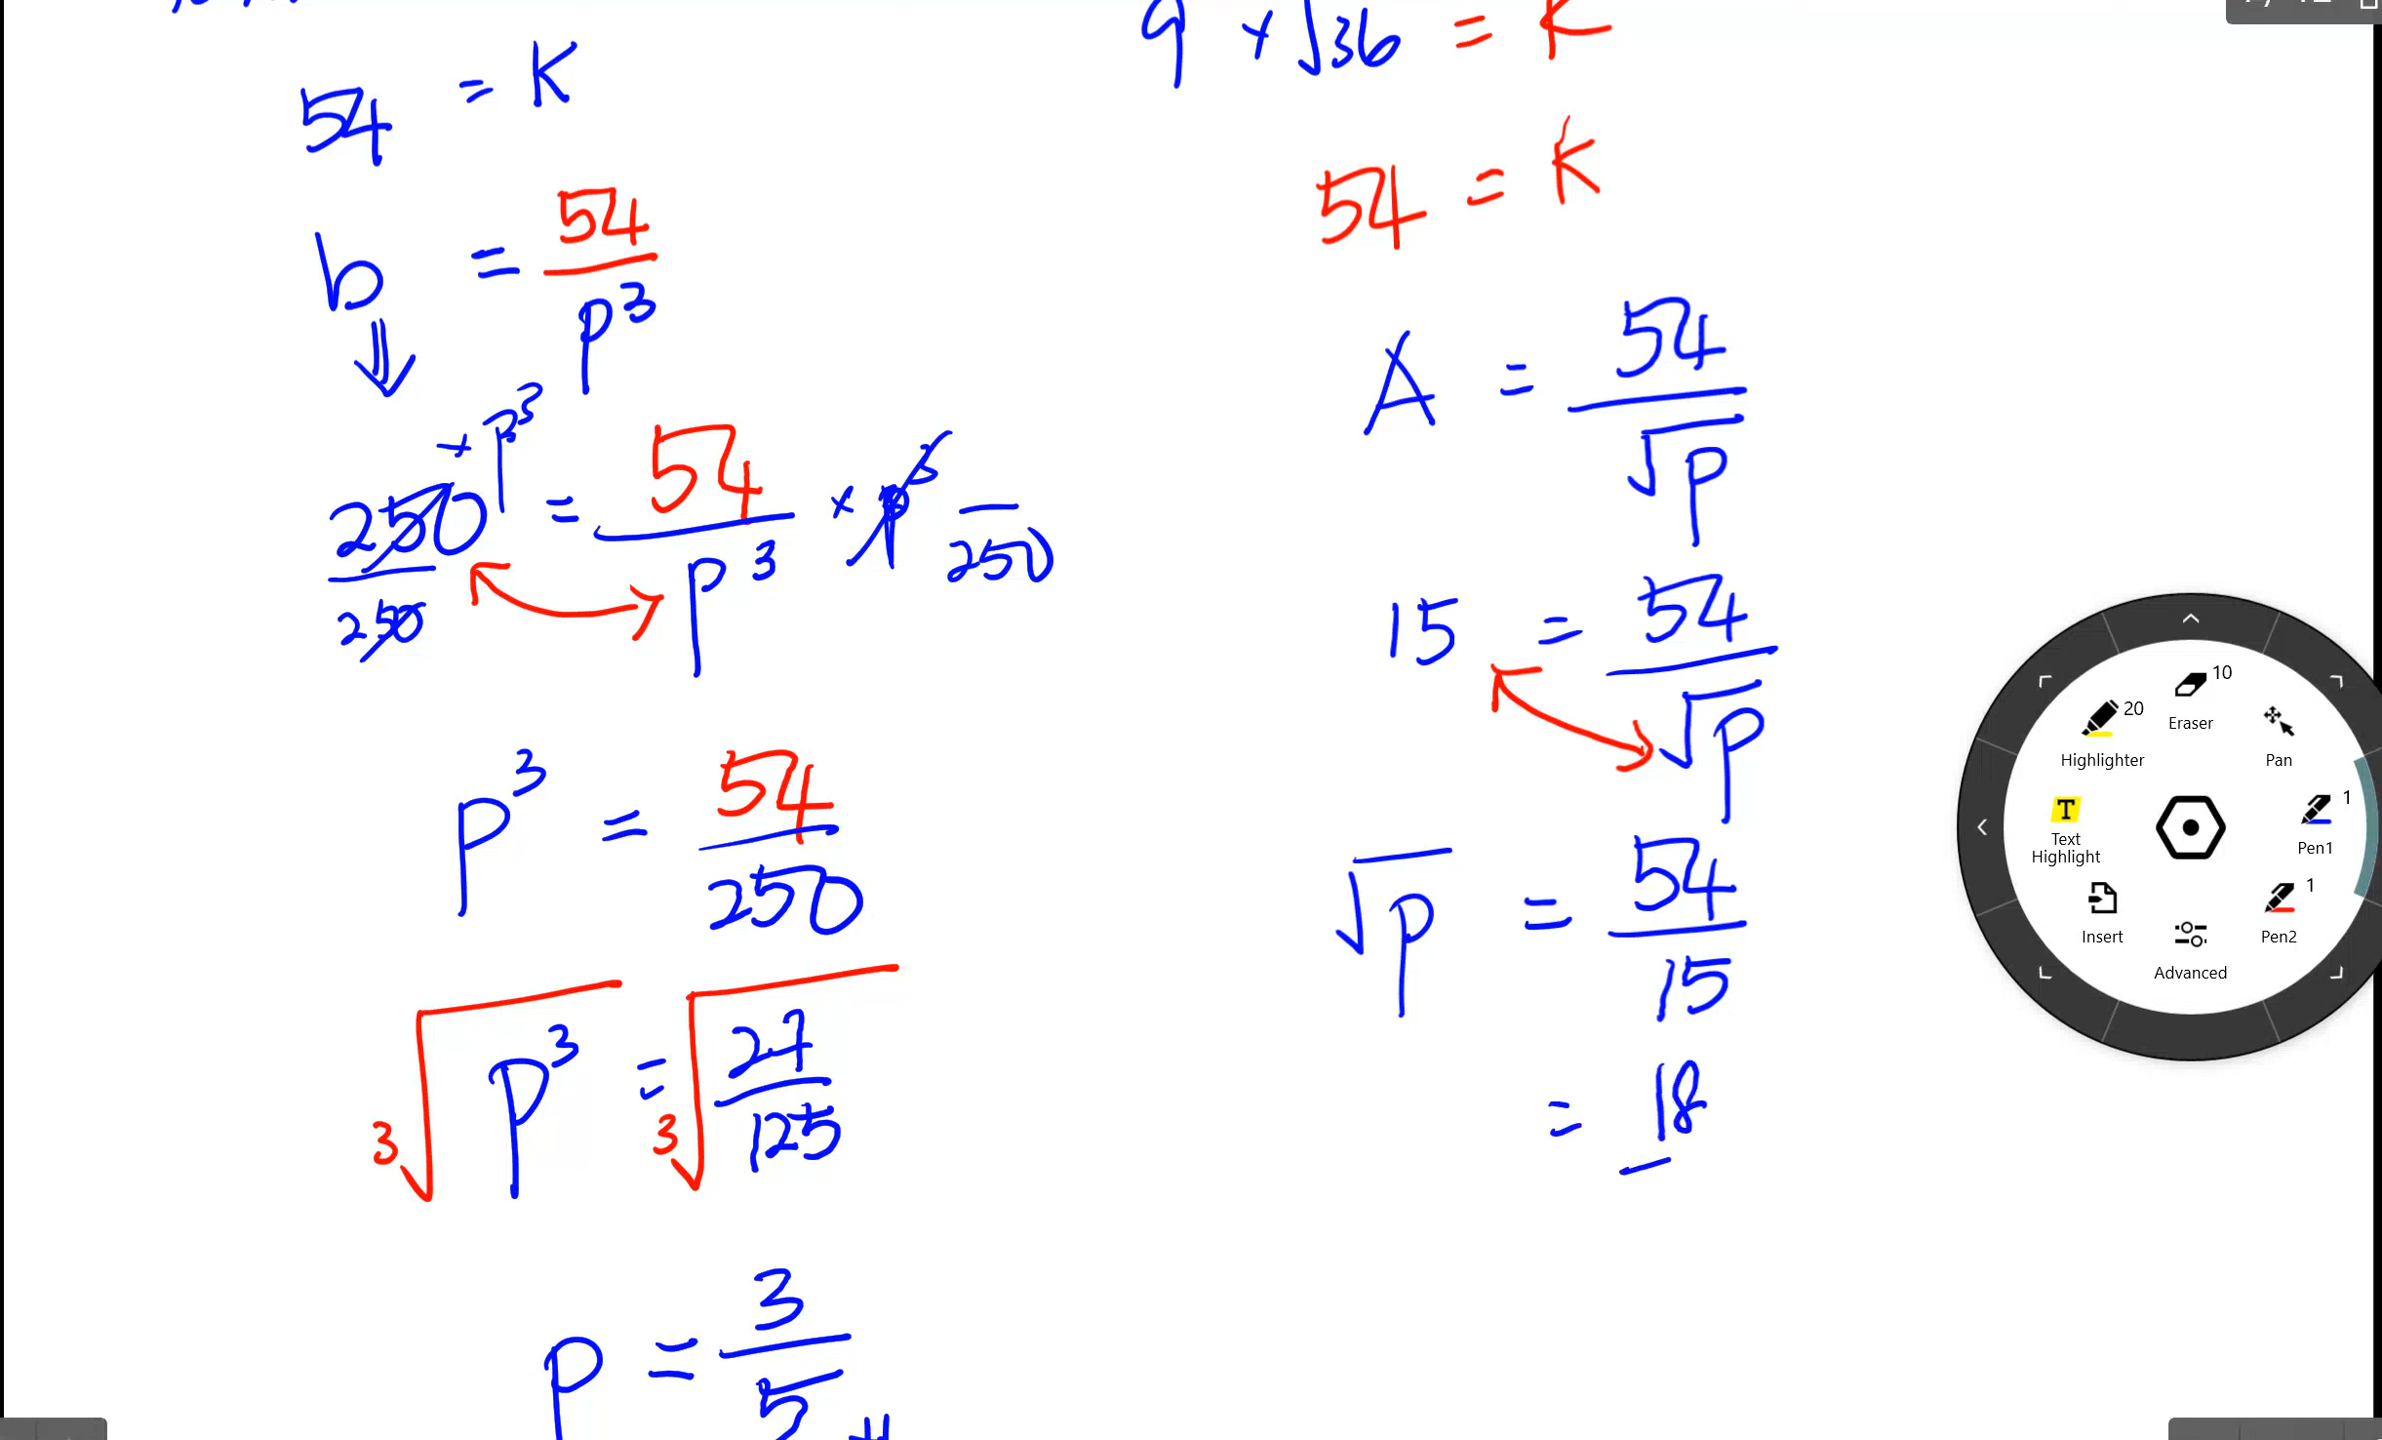 54 = K
b = 54/p³
250 × p³ / 250 = 54/p³ × p³ / 250
p³ = 54/250
³√p³ = ³√27/125
p = 3/5
9 × √36 = K
54 = K
A = 54/√p
15 = 54/√p
√p = 54/15
= 18
10
Eraser
20
Highlighter
Pan
T
Text
Highlight
1
Pen1
Insert
1
Pen2
Advanced